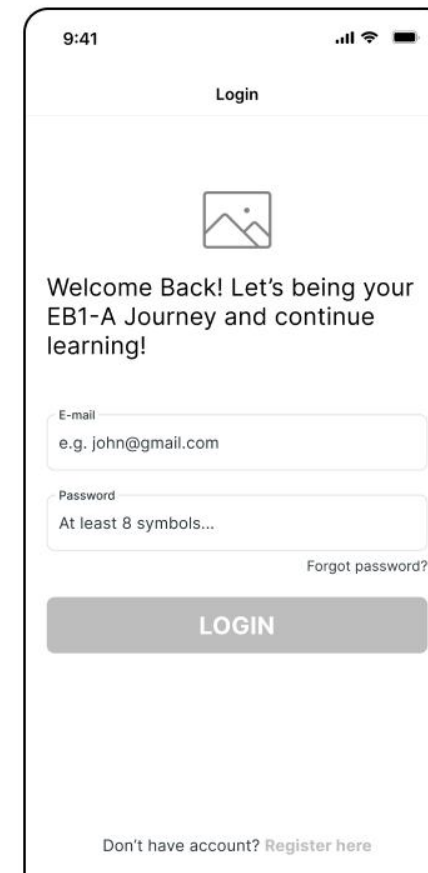 9:41
Login
Welcome Back! Let’s being your
EB1-A Journey and continue
learning!
E-mail
e.g. john@gmail.com
Password
At least 8 symbols...
Forgot password?
LOGIN
Don’t have account? Register here